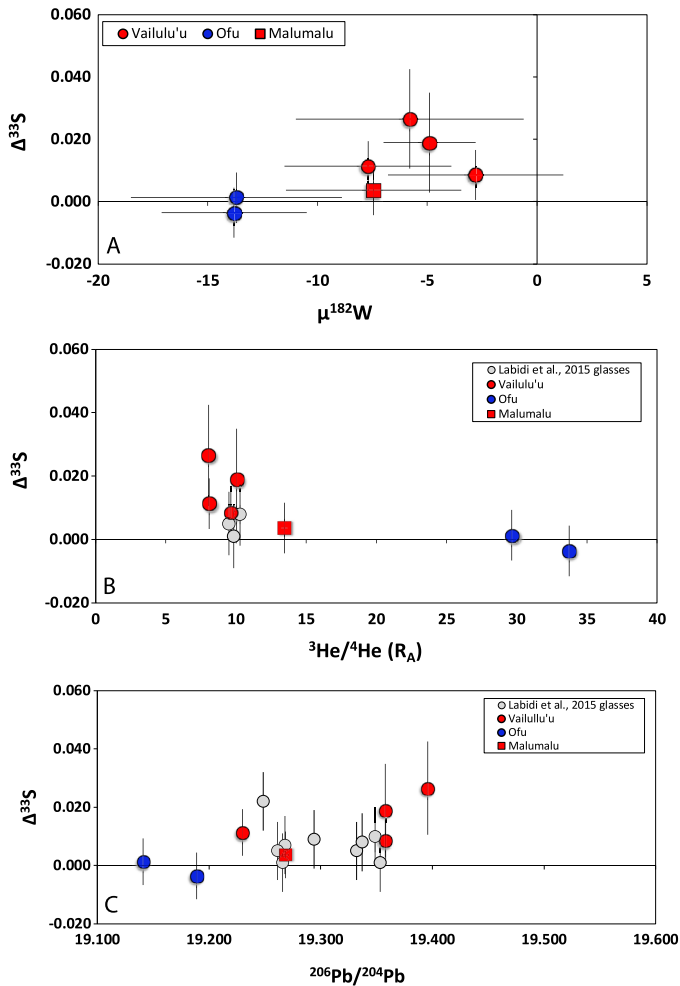 0.060
Vailulu'u Ofu Malumalu
0.040
Δ³³S
0.020
0.000
A
-0.020
-20 -15 -10 -5 0 5
μ¹⁸²W
0.060
Labidi et al., 2015 glasses
Vailulu'u
Ofu
Malumalu
0.040
Δ³³S
0.020
0.000
B
-0.020
0 5 10 15 20 25 30 35 40
³He/⁴He (R_A)
0.060
Labidi et al., 2015 glasses
Vailullu'u
Ofu
Malumalu
0.040
Δ³³S
0.020
0.000
C
-0.020
19.100 19.200 19.300 19.400 19.500 19.600
²⁰⁶Pb/²⁰⁴Pb